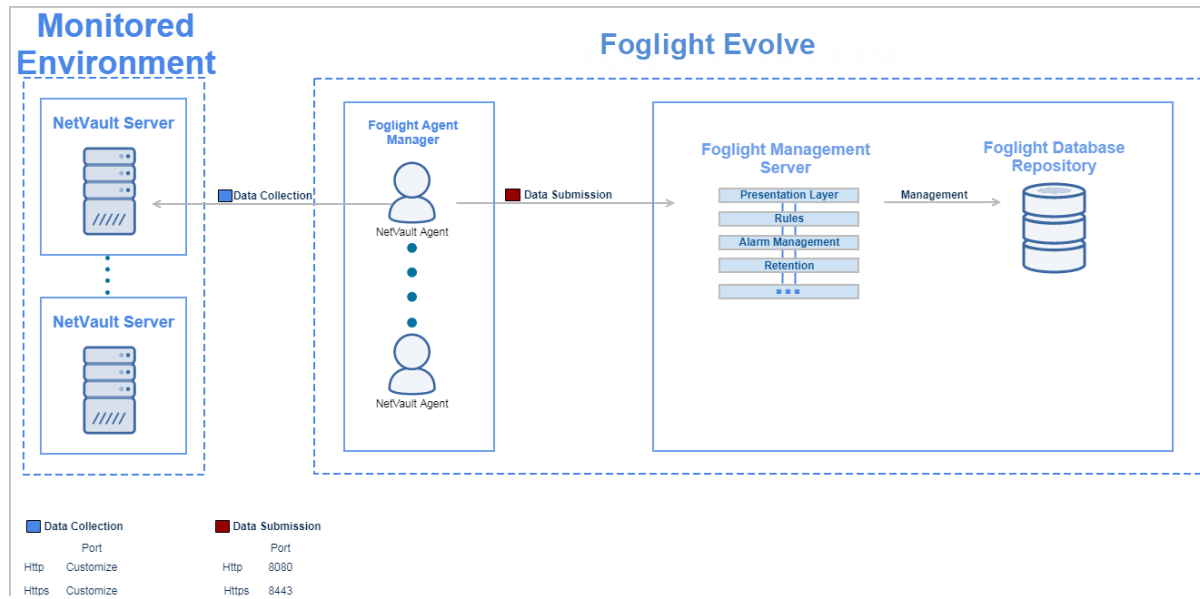 Monitored
Environment
Foglight Evolve
NetVault Server
Foglight Agent
Manager
Foglight Management
Server
Foglight Database
Repository
Data Collection
Data Submission
Presentation Layer
Management
Rules
NetVault Agent
Alarm Management
Retention
NetVault Server
NetVault Agent
Data Collection
Port
Http Customize
Https Customize
Data Submission
Port
Http 8080
Https 8443